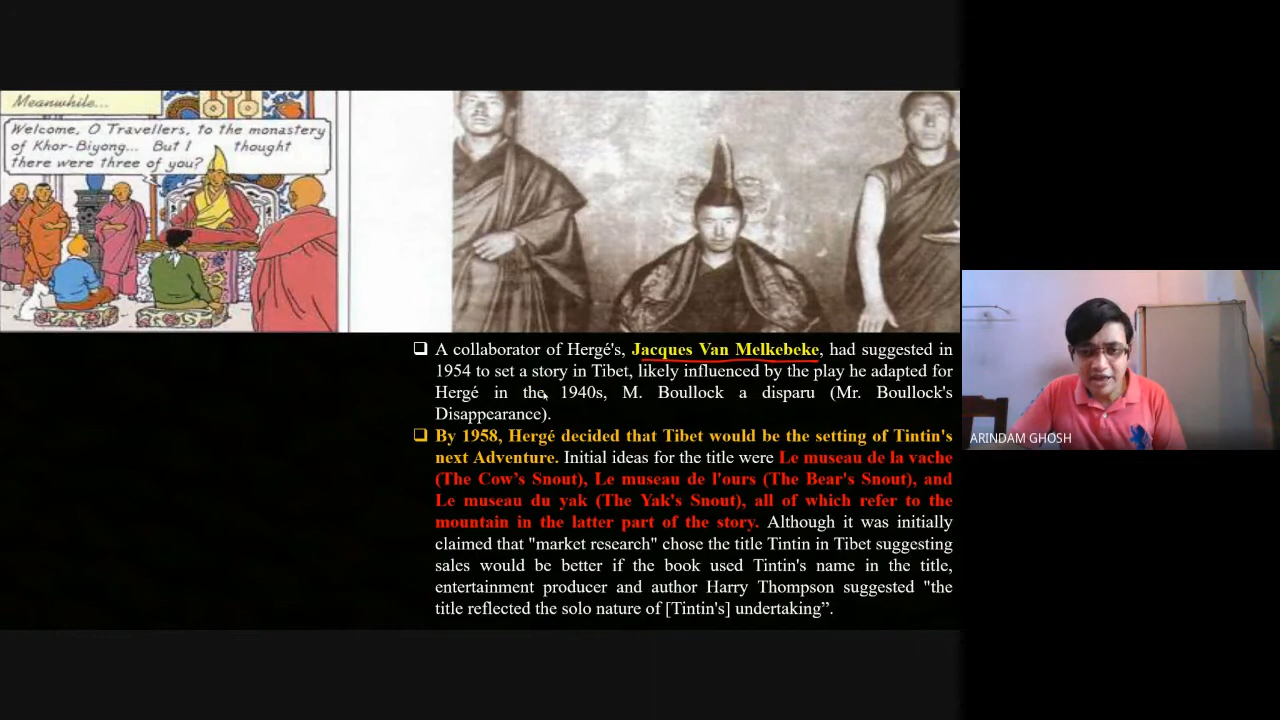 Meanwhile...
Welcome, O Travellers, to the monastery
of Khor-Biyong... But I thought
there were three of you?
A collaborator of Hergé's, Jacques Van Melkebeke, had suggested in
1954 to set a story in Tibet, likely influenced by the play he adapted for
Hergé in the 1940s, M. Boullock a disparu (Mr. Boullock's
Disappearance).
By 1958, Hergé decided that Tibet would be the setting of Tintin's
next Adventure. Initial ideas for the title were Le museau de la vache
(The Cow’s Snout), Le museau de l'ours (The Bear's Snout), and
Le museau du yak (The Yak's Snout), all of which refer to the
mountain in the latter part of the story. Although it was initially
claimed that "market research" chose the title Tintin in Tibet suggesting
sales would be better if the book used Tintin's name in the title,
entertainment producer and author Harry Thompson suggested "the
title reflected the solo nature of [Tintin's] undertaking”.
ARINDAM GHOSH